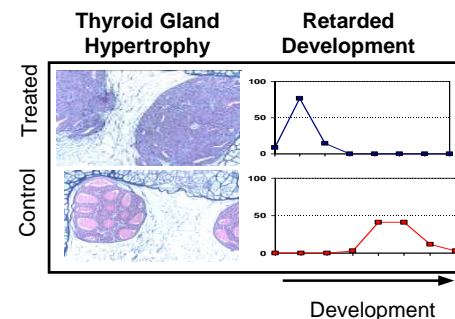 Thyroid Gland Hypertrophy
Retarded Development
Treated
100
50
0
Control
100
50
0
Development